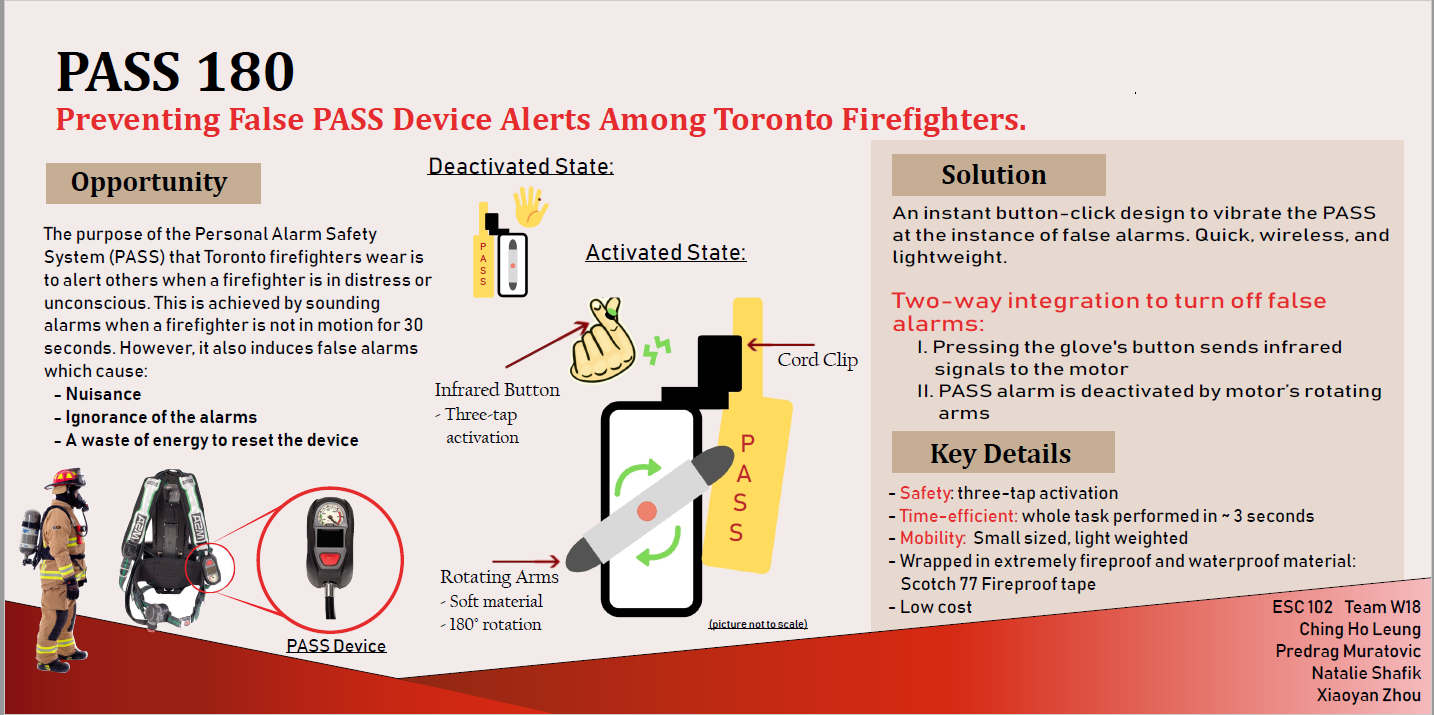 PASS 180
Preventing False PASS Device Alerts Among Toronto Firefighters.
Opportunity
The purpose of the Personal Alarm Safety
System (PASS) that Toronto firefighters wear is
to alert others when a firefighter is in distress or
unconscious. This is achieved by sounding
alarms when a firefighter is not in motion for 30
seconds. However, it also induces false alarms
which cause:
- Nuisance
- Ignorance of the alarms
- A waste of energy to reset the device
PASS Device
Deactivated State:
P
A
S
S
Activated State:
Infrared Button
- Three-tap
activation
Cord Clip
P
A
S
S
Rotating Arms
- Soft material
- 180° rotation
(picture not to scale)
Solution
An instant button-click design to vibrate the PASS
at the instance of false alarms. Quick, wireless, and
lightweight.
Two-way integration to turn off false
alarms:
I. Pressing the glove's button sends infrared
signals to the motor
II. PASS alarm is deactivated by motor's rotating
arms
Key Details
- Safety: three-tap activation
- Time-efficient: whole task performed in ~ 3 seconds
- Mobility: Small sized, light weighted
- Wrapped in extremely fireproof and waterproof material:
Scotch 77 Fireproof tape
- Low cost
ESC 102 Team W18
Ching Ho Leung
Predrag Muratovic
Natalie Shafik
Xiaoyan Zhou